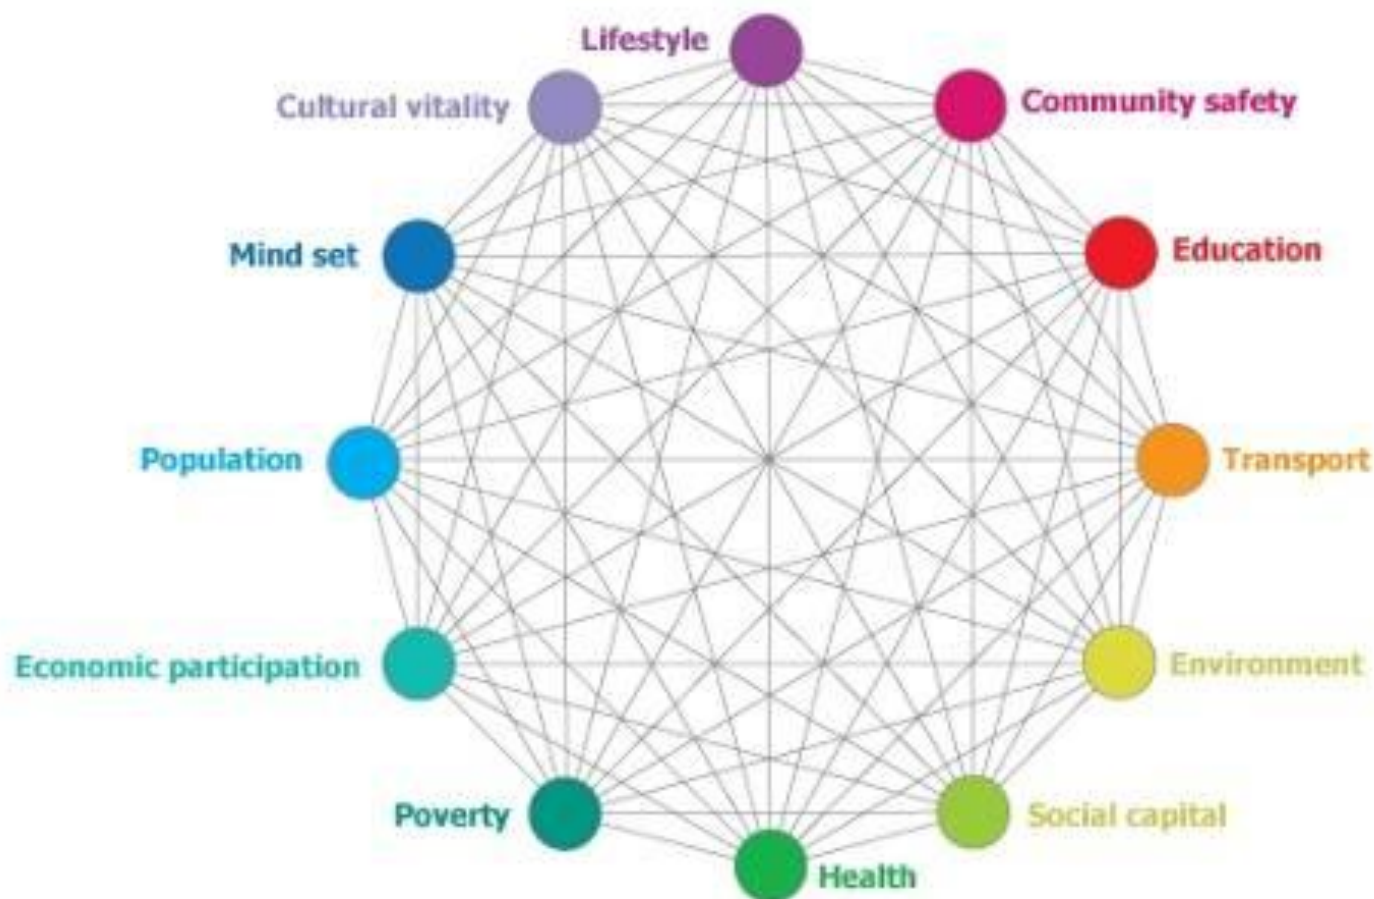 Lifestyle
Cultural vitality
Community safety
Mind set
Education
Population
Transport
Economic participation
Environment
Poverty
Social capital
Health